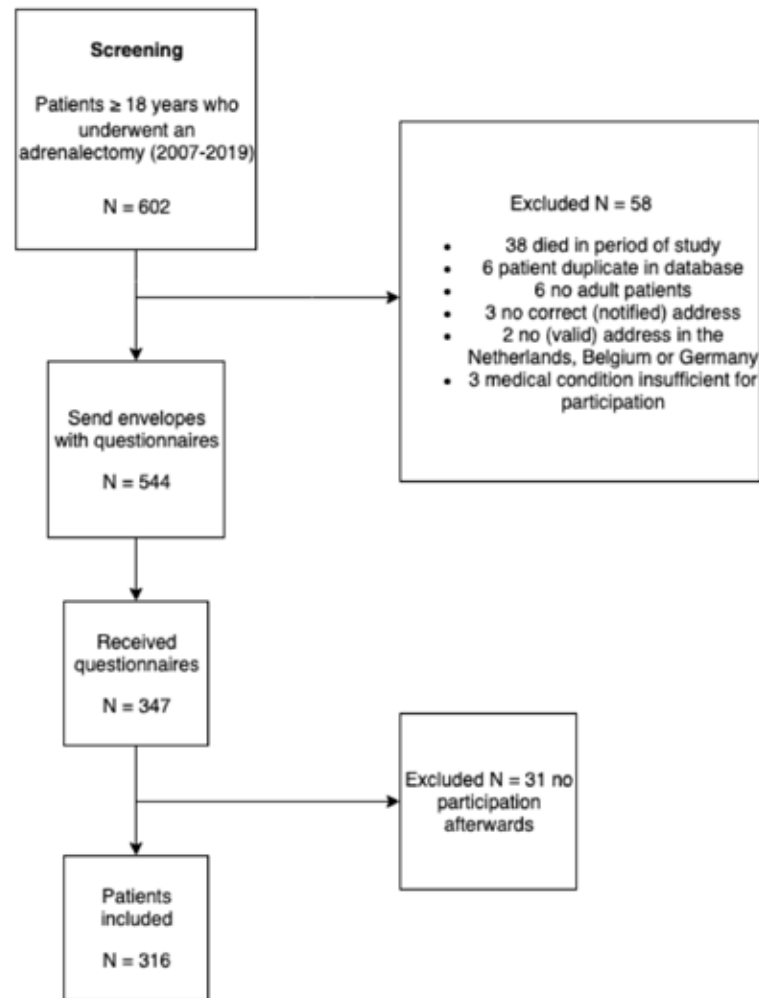 Screening
Patients ≥ 18 years who
underwent an
adrenalectomy (2007-2019)
N = 602
Excluded N = 58
• 38 died in period of study
• 6 patient duplicate in database
• 6 no adult patients
• 3 no correct (notified) address
• 2 no (valid) address in the
Netherlands, Belgium or Germany
• 3 medical condition insufficient for
participation
Send envelopes
with questionnaires
N = 544
Received
questionnaires
N = 347
Excluded N = 31 no
participation
afterwards
Patients
included
N = 316